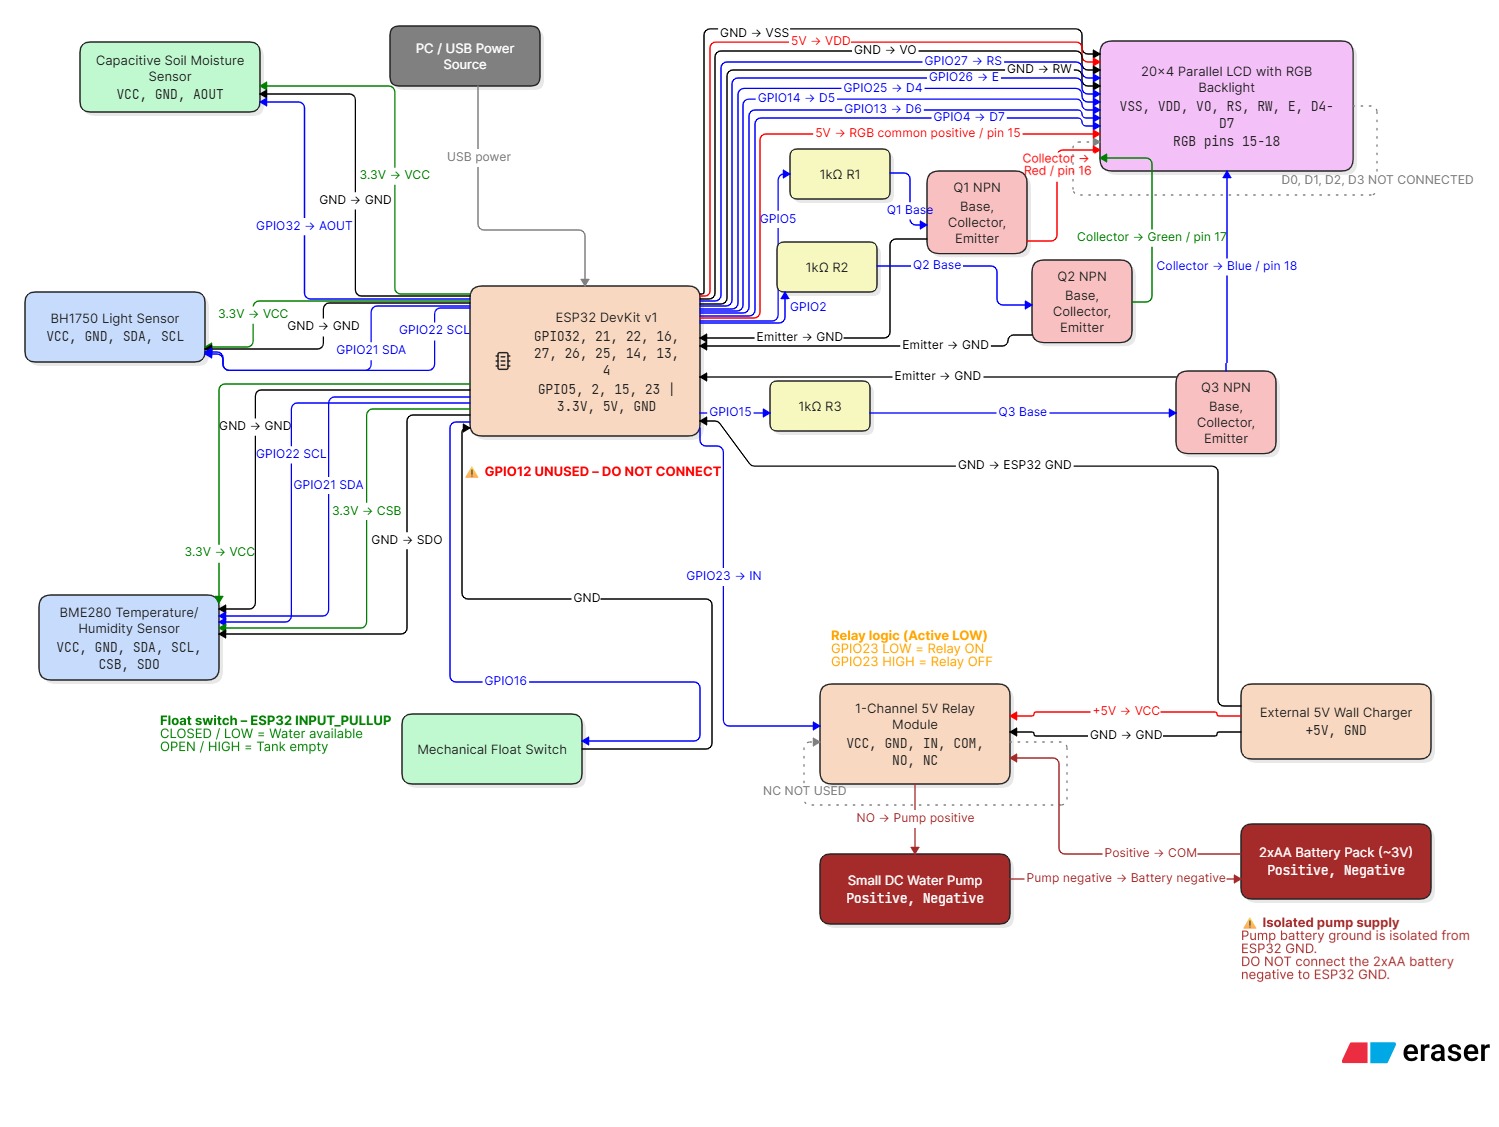 Capacitive Soil Moisture
Sensor
VCC, GND, AOUT
PC / USB Power
Source
GND → VSS
5V → VDD
GND → VO
GPIO27 → RS
GND → RW
GPIO26 → E
GPIO25 → D4
GPIO14 → D5
GPIO13 → D6
GPIO4 → D7
5V → RGB common positive / pin 15
20×4 Parallel LCD with RGB
Backlight
VSS, VDD, VO, RS, RW, E, D4-
D7
RGB pins 15-18
D0, D1, D2, D3 NOT CONNECTED
USB power
3.3V → VCC
GND → GND
GPIO32 → AOUT
1kΩ R1
GPIO5
Q1 Base
Q1 NPN
Base,
Collector,
Emitter
Collector →
Red / pin 16
1kΩ R2
GPIO2
Q2 Base
Q2 NPN
Base,
Collector,
Emitter
Collector → Green / pin 17
Collector → Blue / pin 18
BH1750 Light Sensor
VCC, GND, SDA, SCL
3.3V → VCC
GND → GND
GPIO21 SDA
GPIO22 SCL
ESP32 DevKit v1
GPIO32, 21, 22, 16,
27, 26, 25, 14, 13,
4
GPIO5, 2, 15, 23 |
3.3V, 5V, GND
Emitter → GND
Emitter → GND
Emitter → GND
GPIO15
1kΩ R3
Q3 Base
Q3 NPN
Base,
Collector,
Emitter
⚠️ GPIO12 UNUSED – DO NOT CONNECT
GND → ESP32 GND
GND → GND
GPIO22 SCL
GPIO21 SDA
3.3V → CSB
GND → SDO
3.3V → VCC
BME280 Temperature/
Humidity Sensor
VCC, GND, SDA, SCL,
CSB, SDO
GND
GPIO23 → IN
GPIO16
Float switch – ESP32 INPUT_PULLUP
CLOSED / LOW = Water available
OPEN / HIGH = Tank empty
Mechanical Float Switch
Relay logic (Active LOW)
GPIO23 LOW = Relay ON
GPIO23 HIGH = Relay OFF
1-Channel 5V Relay
Module
VCC, GND, IN, COM,
NO, NC
+5V → VCC
GND → GND
External 5V Wall Charger
+5V, GND
NC NOT USED
NO → Pump positive
Positive → COM
Small DC Water Pump
Positive, Negative
Pump negative → Battery negative
2xAA Battery Pack (~3V)
Positive, Negative
⚠️ Isolated pump supply
Pump battery ground is isolated from
ESP32 GND.
DO NOT connect the 2xAA battery
negative to ESP32 GND.
eraser